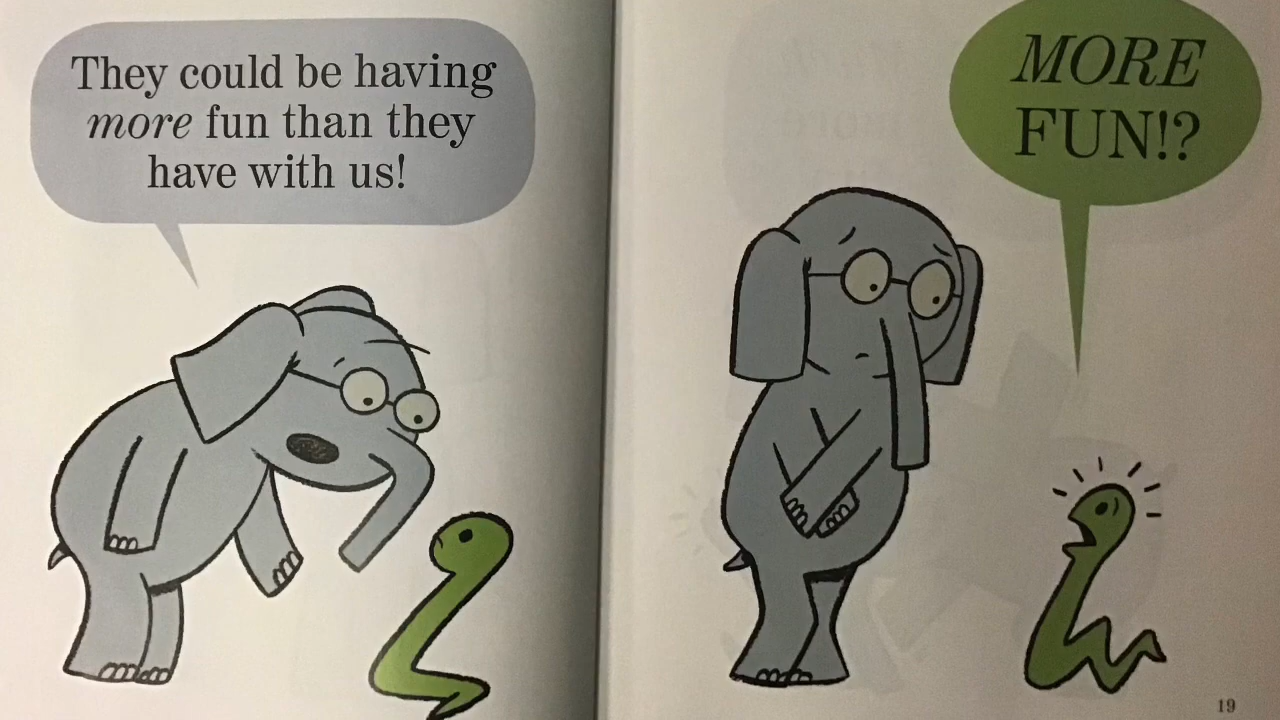 They could be having
more fun than they
have with us!
MORE
FUN!?
19